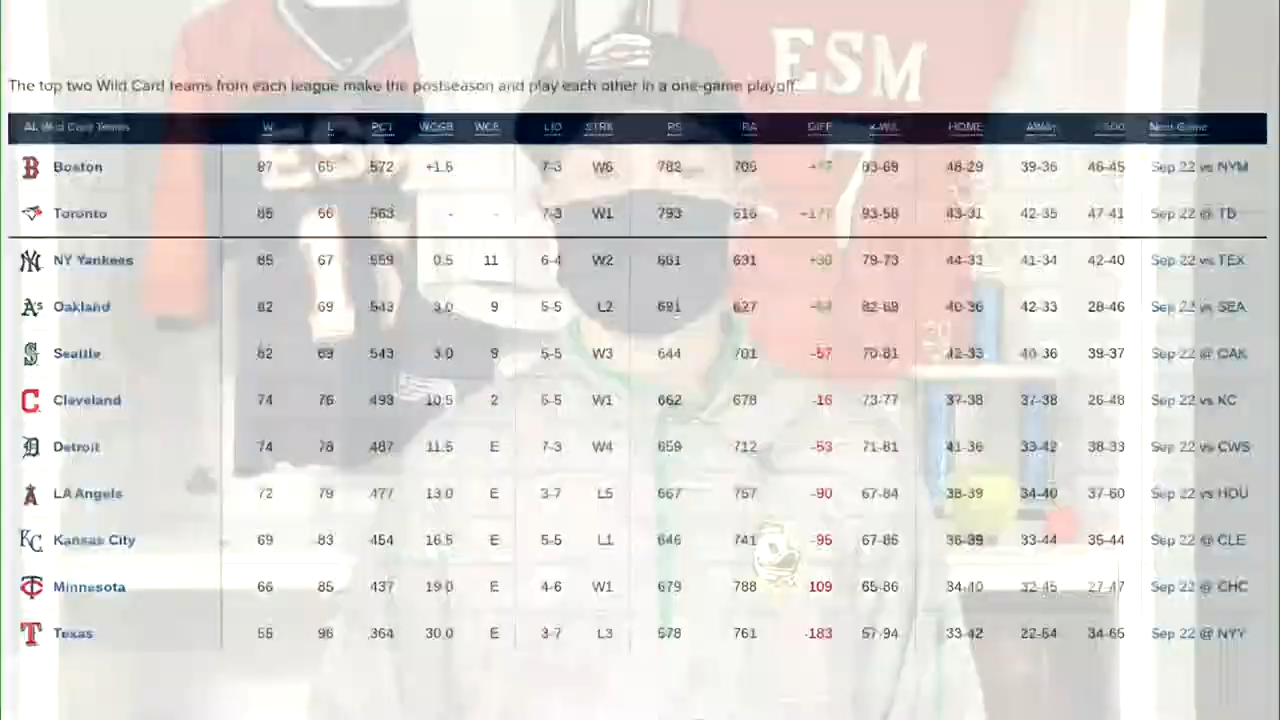 ESM
The top two Wild Card teams from each league make the postseason and play each other in a one-game playoff.
AL Wild Card Teams W L PCT WCGB WCE L10 STRK RS RA DIFF X-W/L HOME AWAY >.500 Next Game
Boston 87 65 .572 +1.5 7-3 W6 782 705 83-69 48-29 39-36 46-45 Sep 22 vs NYM
Toronto 85 66 .563 - - 7-3 W1 793 616 +177 93-58 43-31 42-35 47-41 Sep 22 @ TB
NY Yankees 85 67 .559 0.5 11 6-4 W2 661 631 +30 79-73 44-33 41-34 42-40 Sep 22 vs TEX
Oakland 82 69 .543 3.0 9 5-5 L2 691 627 82-69 40-36 42-33 28-46 Sep 22 vs SEA
Seattle 82 69 .543 3.0 9 5-5 W3 644 701 -57 70-81 42-33 40-36 39-37 Sep 22 @ OAK
Cleveland 74 76 .493 10.5 2 5-5 W1 662 678 -16 73-77 37-38 37-38 26-48 Sep 22 vs KC
Detroit 74 78 .487 11.5 E 7-3 W4 659 712 -53 71-81 41-36 33-42 38-33 Sep 22 vs CWS
LA Angels 72 79 .477 13.0 E 3-7 L5 667 757 -90 67-84 38-39 34-40 37-60 Sep 22 vs HOU
Kansas City 69 83 .454 16.5 E 5-5 L1 646 741 -95 67-85 36-39 33-44 35-44 Sep 22 @ CLE
Minnesota 66 85 .437 19.0 E 4-6 W1 679 788 -109 65-86 34-40 32-45 27-47 Sep 22 @ CHC
Texas 55 96 .364 30.0 E 3-7 L3 578 761 -183 57-94 33-42 22-54 34-65 Sep 22 @ NYY